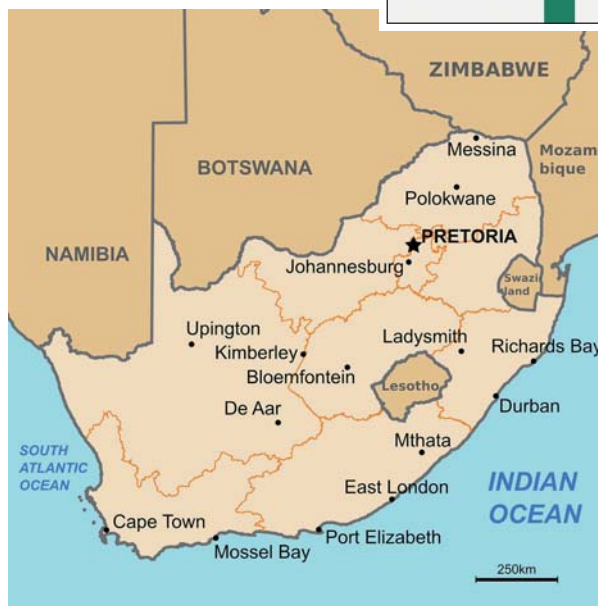 ZIMBABWE
Messina
Mozam
bique
BOTSWANA
Polokwane
NAMIBIA
PRETORIA
Johannesburg
Swazi
land
Upington
Ladysmith
Kimberley
Richards Bay
Bloemfontein
Lesotho
De Aar
Durban
Mthata
SOUTH
ATLANTIC
OCEAN
East London
INDIAN
OCEAN
Cape Town
Port Elizabeth
Mossel Bay
250km